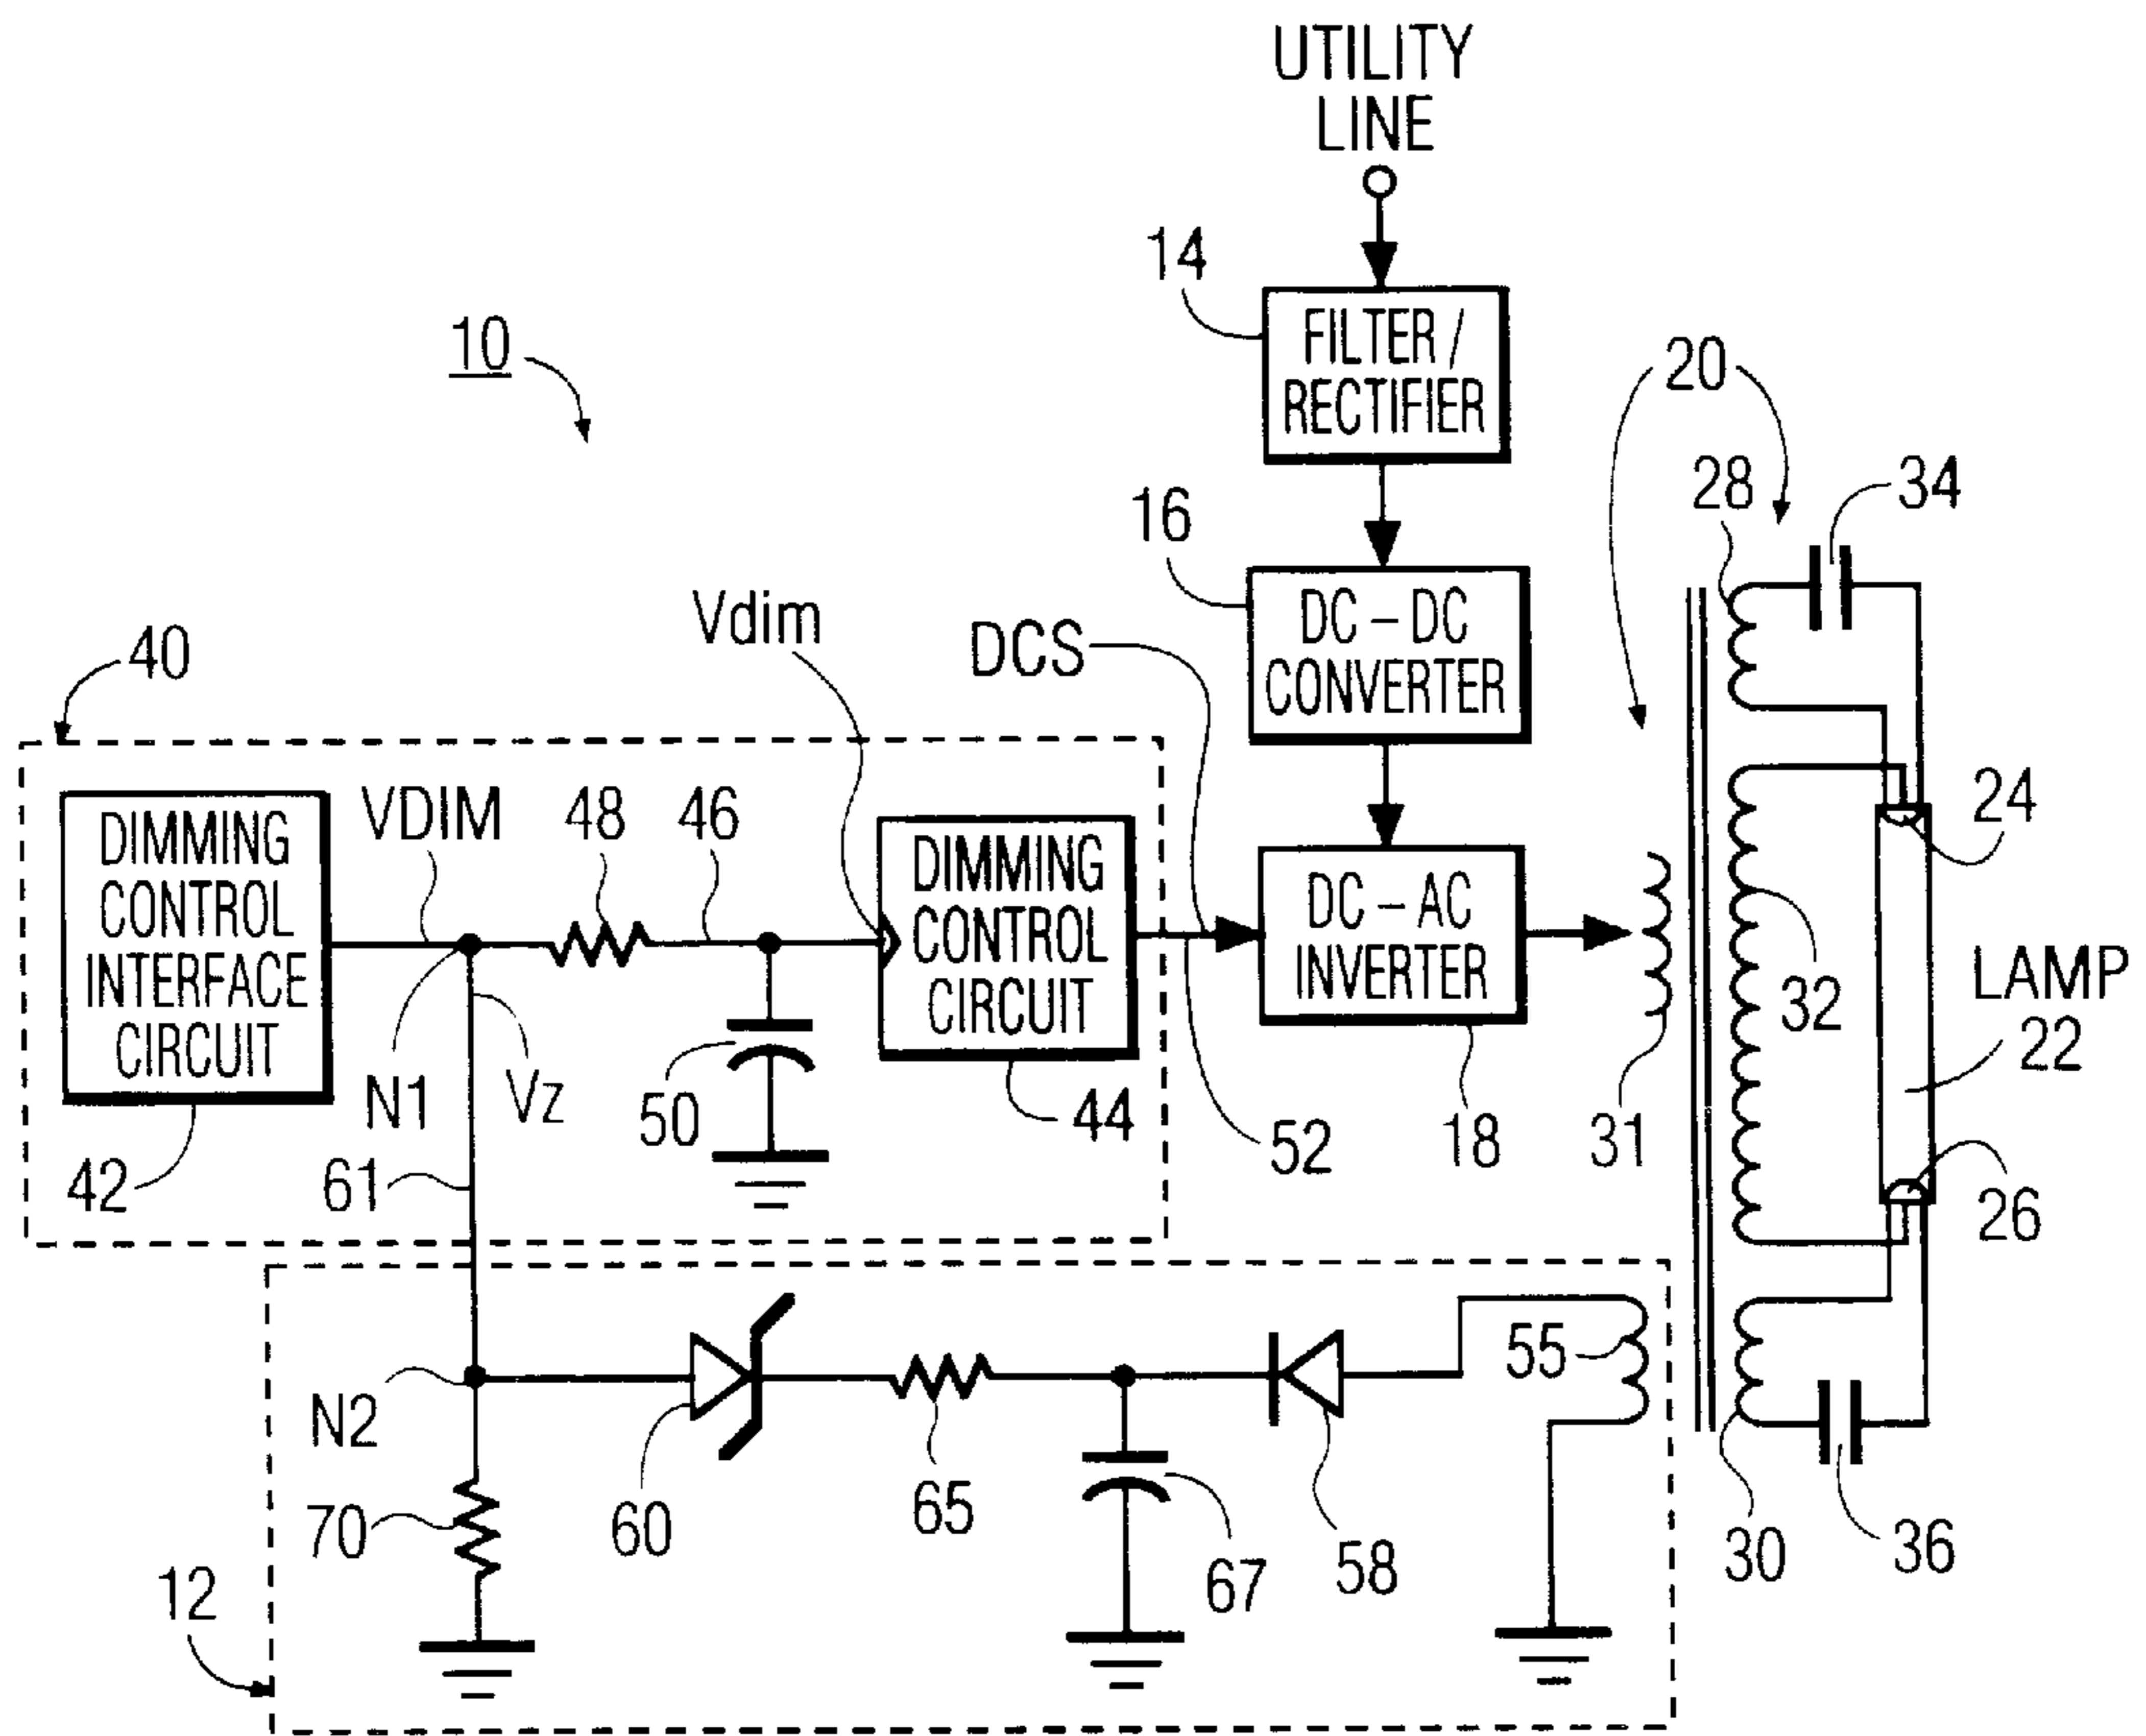 UTILITY
LINE
14
FILTER/
RECTIFIER
10
20
28
34
16
DC-DC
CONVERTER
Vdim
DCS
40
24
VDIM
48
46
DIMMING
CONTROL
INTERFACE
CIRCUIT
DIMMING
CONTROL
CIRCUIT
DC-AC
INVERTER
32
LAMP
22
N1
Vz
50
44
52
18
31
42
61
26
55
N2
70
60
65
67
58
30
36
12